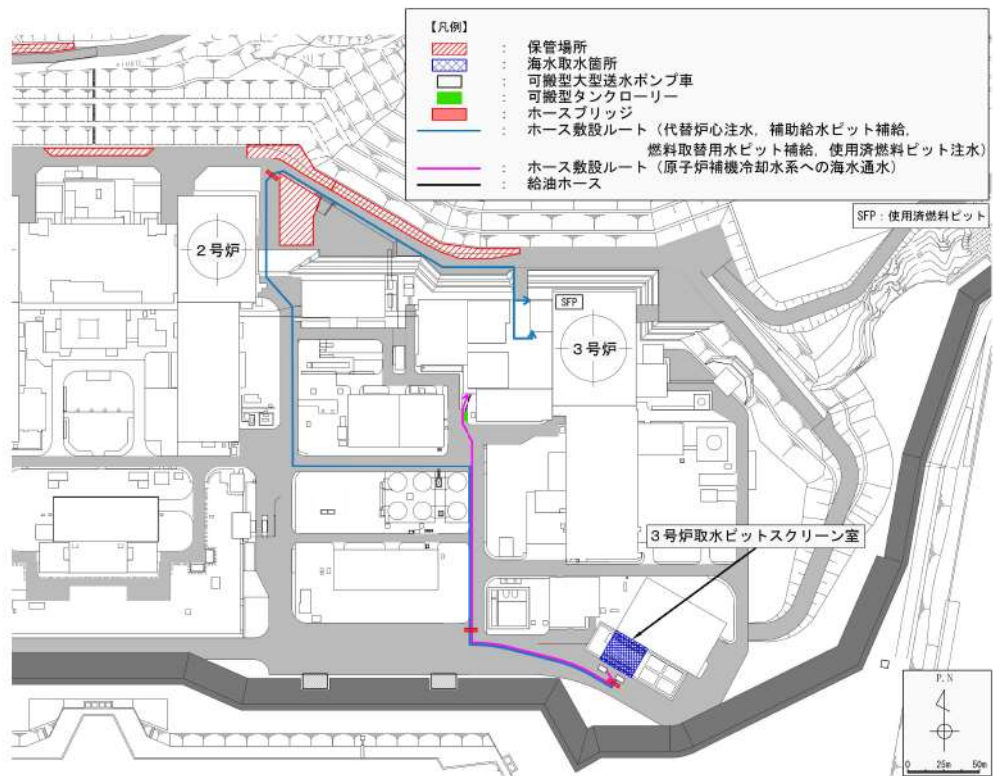 【凡例】
： 保管場所
： 海水取水箇所
： 可搬型大型送水ポンプ車
： 可搬型タンクローリー
： ホースブリッジ
： ホース敷設ルート（代替炉心注水，補助給水ピット補給，
燃料取替用水ピット補給，使用済燃料ピット注水）
： ホース敷設ルート（原子炉補機冷却水系への海水通水）
： 給油ホース
SFP：使用済燃料ピット
２号炉
SFP
３号炉
３号炉取水ピットスクリーン室
P.N
0 25m 50m